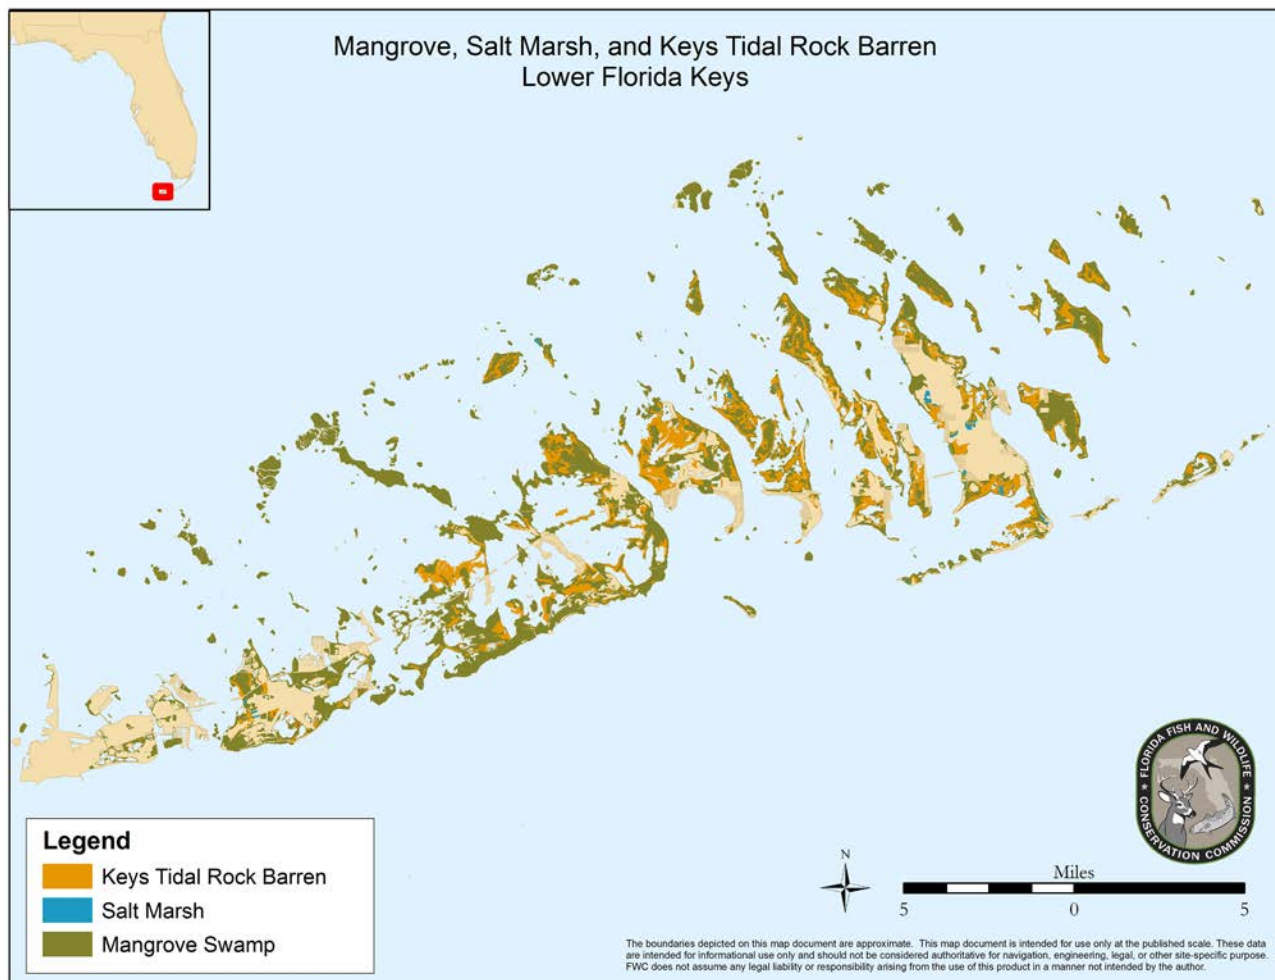 Mangrove, Salt Marsh, and Keys Tidal Rock Barren
Lower Florida Keys
Legend
Keys Tidal Rock Barren
Salt Marsh
Mangrove Swamp
FLORIDA FISH AND WILDLIFE
CONSERVATION COMMISSION
N
Miles
5 0 5
The boundaries depicted on this map document are approximate. This map document is intended for use only at the published scale. These data
are intended for informational use only and should not be considered authoritative for navigation, engineering, legal, or other site-specific purpose.
FWC does not assume any legal liability or responsibility arising from the use of this product in a manner not intended by the author.